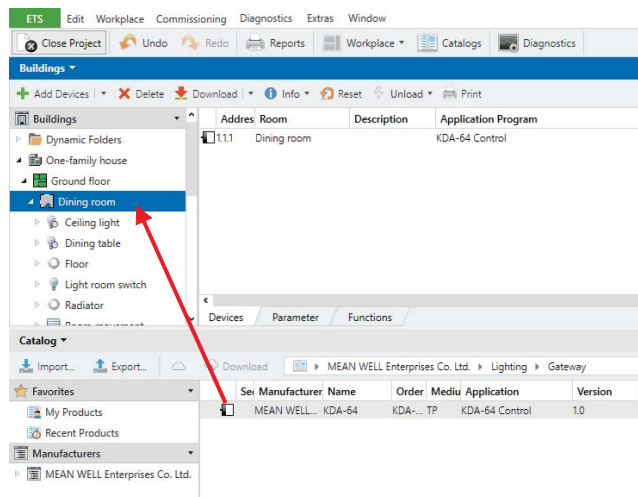 ETS Edit Workplace Commissioning Diagnostics Extras Window
Close Project Undo Redo Reports Workplace Catalogs Diagnostics
Buildings
Add Devices Delete Download Info Reset Unload Print
Buildings
Addres Room Description Application Program
Dynamic Folders
1.1.1 Dining room KDA-64 Control
One-family house
Ground floor
Dining room
Ceiling light
Dining table
Floor
Light room switch
Radiator
Devices Parameter Functions
Catalog
Import... Export... Download MEAN WELL Enterprises Co. Ltd. Lighting Gateway
Favorites
Se Manufacturer Name Order Mediu Application Version
My Products
MEAN WELL... KDA-64 KDA-... TP KDA-64 Control 1.0
Recent Products
Manufacturers
MEAN WELL Enterprises Co. Ltd.